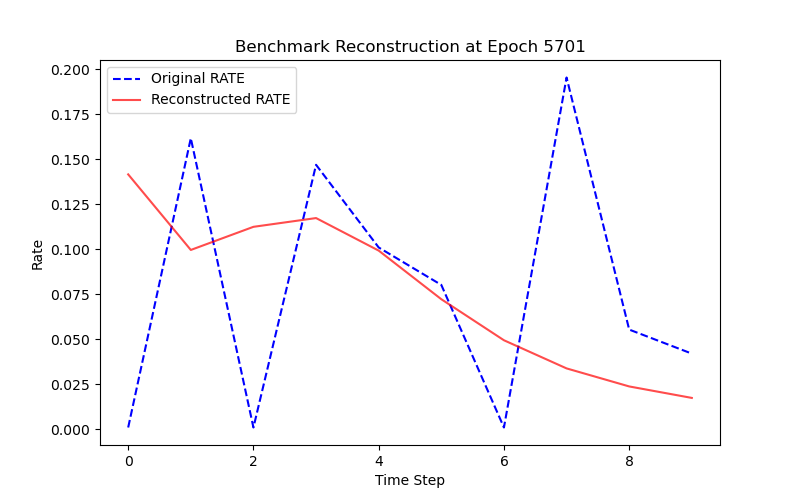 Benchmark Reconstruction at Epoch 5701
Original RATE
Reconstructed RATE
0.200
0.175
0.150
0.125
0.100
0.075
0.050
0.025
0.000
Rate
0 2 4 6 8
Time Step